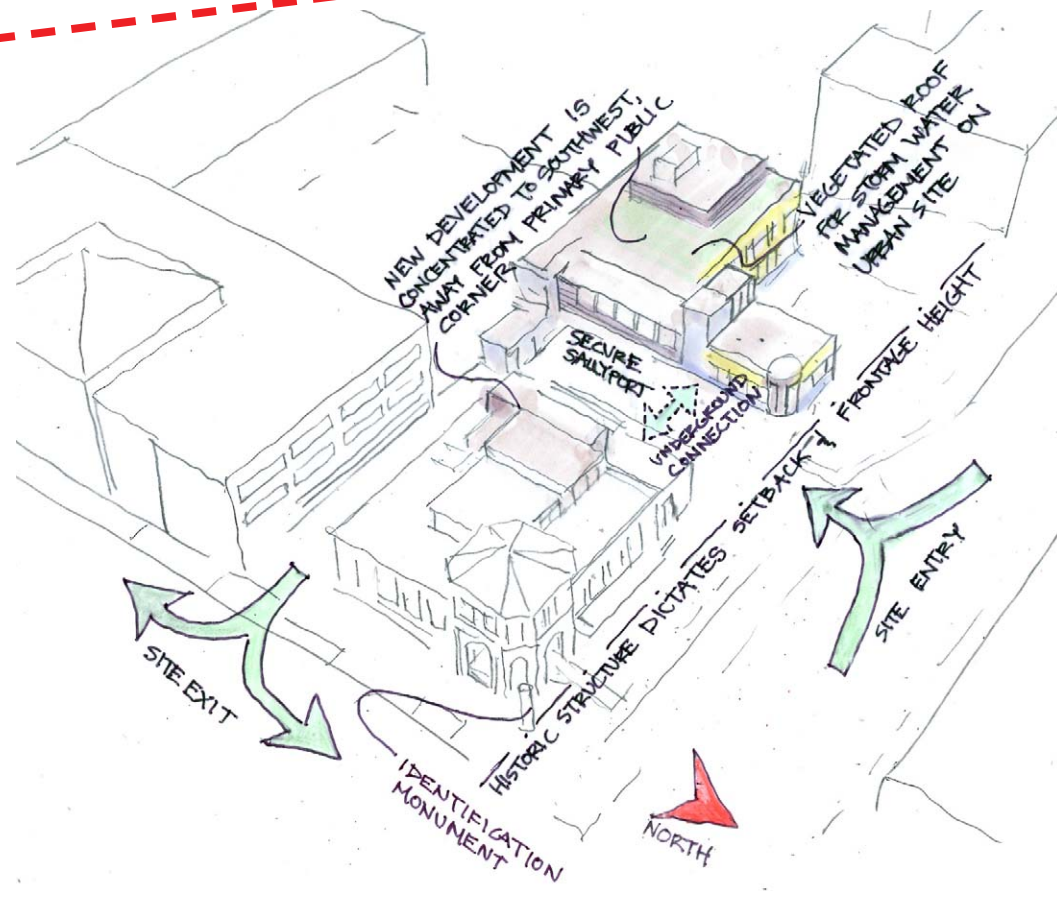 NEW DEVELOPMENT IS
CONCENTRATED TO SOUTHWEST,
AWAY FROM PRIMARY PUBLIC
CORNER
VEGETATED ROOF
FOR STORM WATER
MANAGEMENT ON
URBAN SITE
SECURE
SALLYPORT
UNDERGROUND
CONNECTION
HISTORIC STRUCTURE DICTATES SETBACK & FRONTAGE HEIGHT
SITE ENTRY
SITE EXIT
IDENTIFICATION
MONUMENT
NORTH